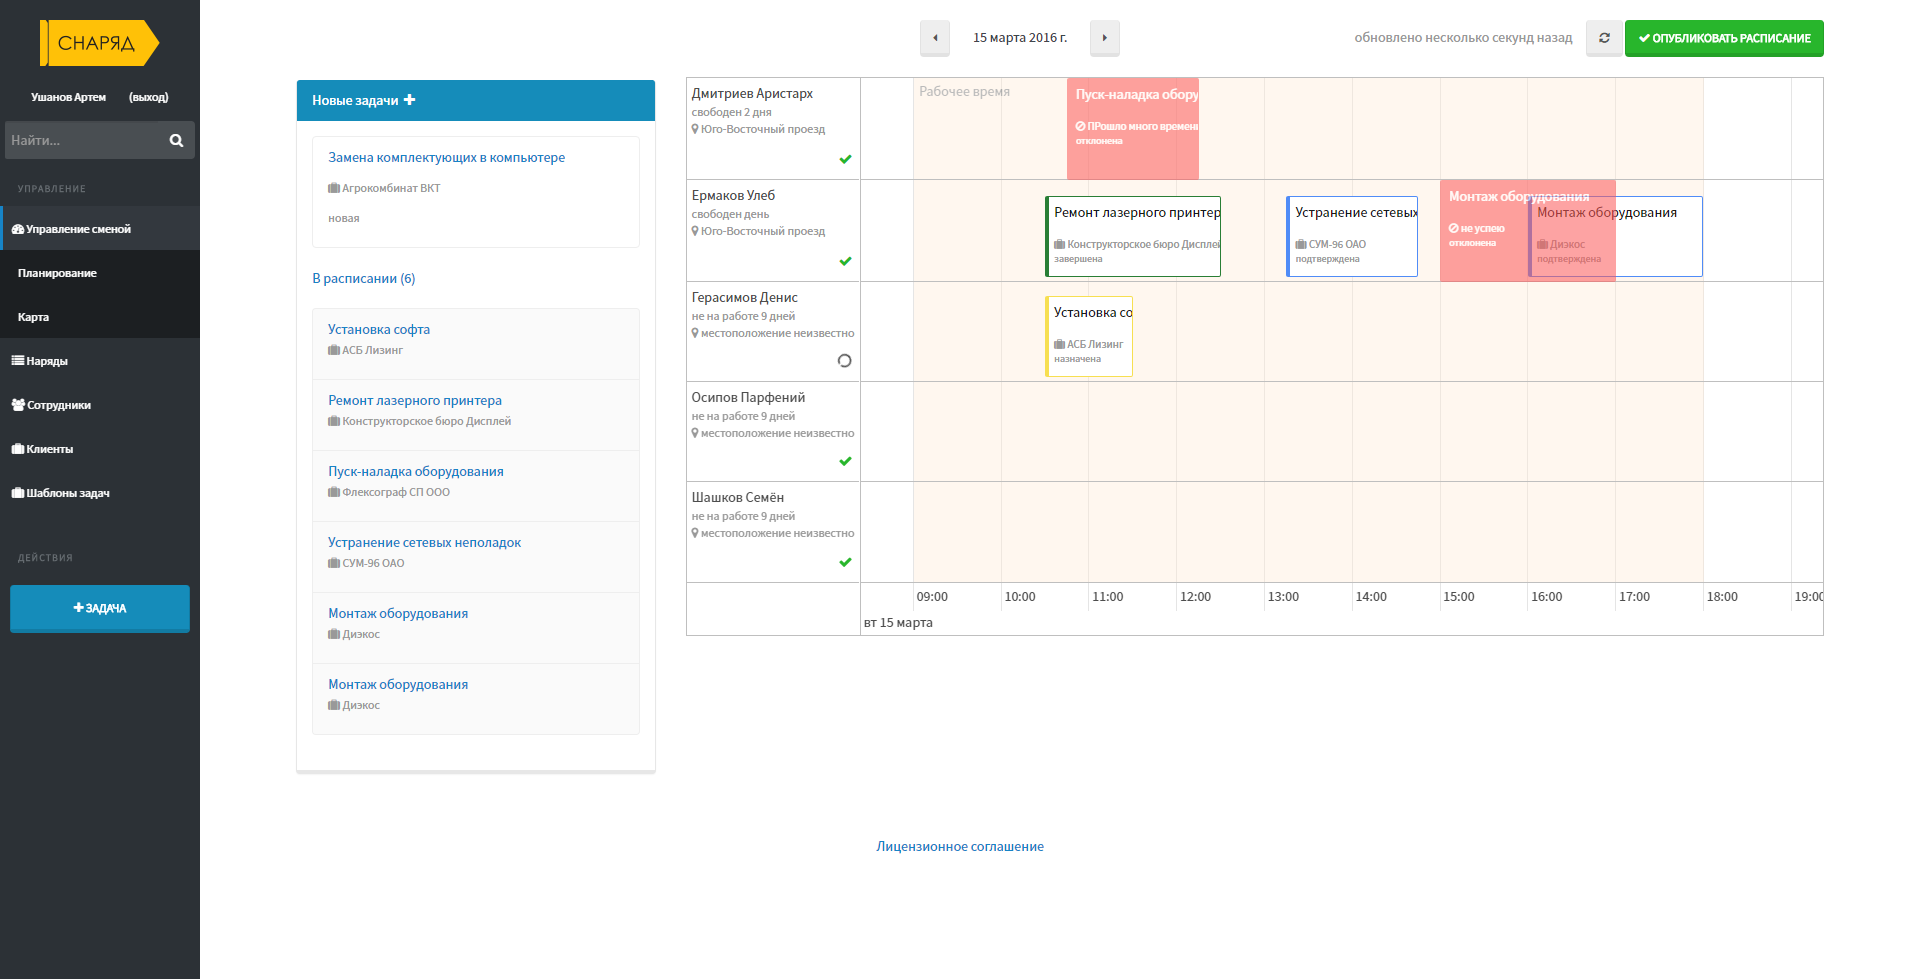 СНАРЯД
Ушанов Артем (выход)
Найти...
УПРАВЛЕНИЕ
Управление сменой
Планирование
Карта
Наряды
Сотрудники
Клиенты
Шаблоны задач
ДЕЙСТВИЯ
ЗАДАЧА
15 марта 2016 г.
обновлено несколько секунд назад
ОПУБЛИКОВАТЬ РАСПИСАНИЕ
Новые задачи
Замена комплектующих в компьютере
Агрокомбинат ВКТ
новая
В расписании (6)
Установка софта
АСБ Лизинг
Ремонт лазерного принтера
Конструкторское бюро Дисплей
Пуск-наладка оборудования
Флексограф СП ООО
Устранение сетевых неполадок
СУМ-96 ОАО
Монтаж оборудования
Диэкос
Монтаж оборудования
Диэкос
Дмитриев Аристарх
свободен 2 дня
Юго-Восточный проезд
Рабочее время
Пуск-наладка обору
ПРошло много времени
отклонена
Ермаков Улеб
свободен день
Юго-Восточный проезд
Ремонт лазерного принтер
Конструкторское бюро Дисплей
завершена
Устранение сетевых
СУМ-96 ОАО
подтверждена
Монтаж оборудования
не успею
отклонена
Монтаж оборудования
Диэкос
подтверждена
Герасимов Денис
не на работе 9 дней
местоположение неизвестно
Установка со
АСБ Лизинг
назначена
Осипов Парфений
не на работе 9 дней
местоположение неизвестно
Шашков Семён
не на работе 9 дней
местоположение неизвестно
09:00 10:00 11:00 12:00 13:00 14:00 15:00 16:00 17:00 18:00 19:00
вт 15 марта
Лицензионное соглашение